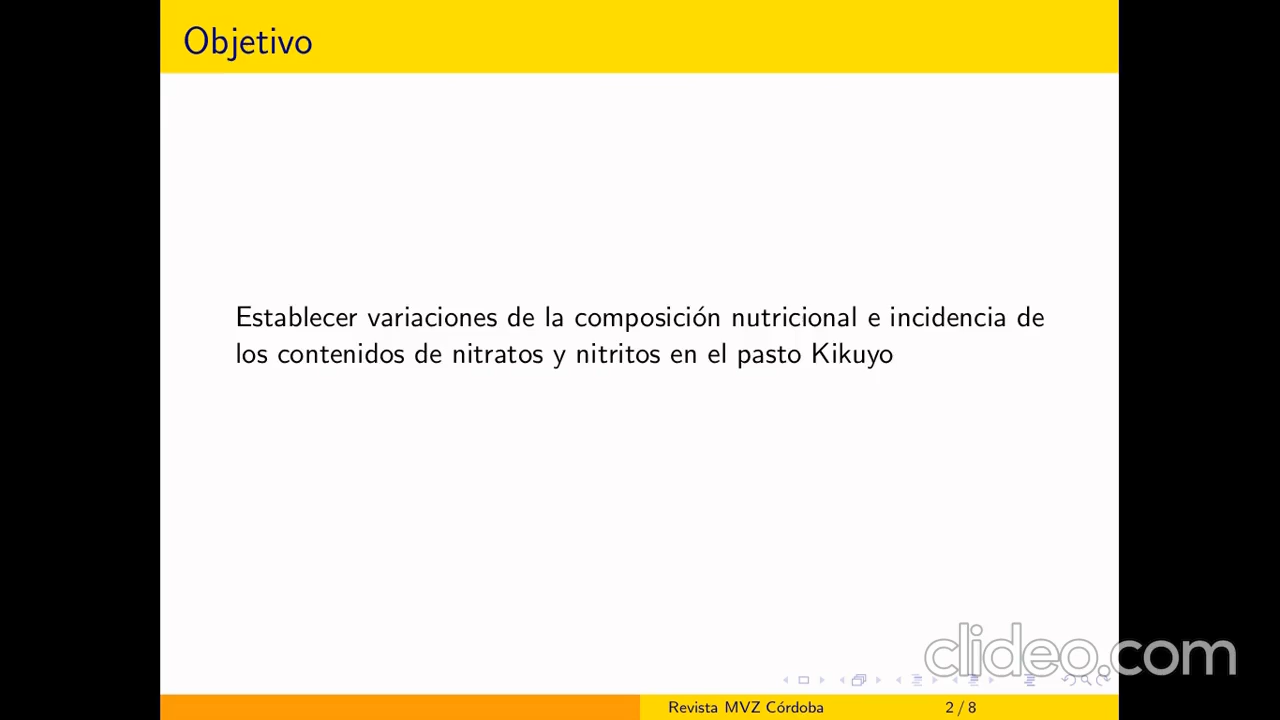 Objetivo
Establecer variaciones de la composición nutricional e incidencia de
los contenidos de nitratos y nitritos en el pasto Kikuyo
clideo.com
Revista MVZ Córdoba 2 / 8